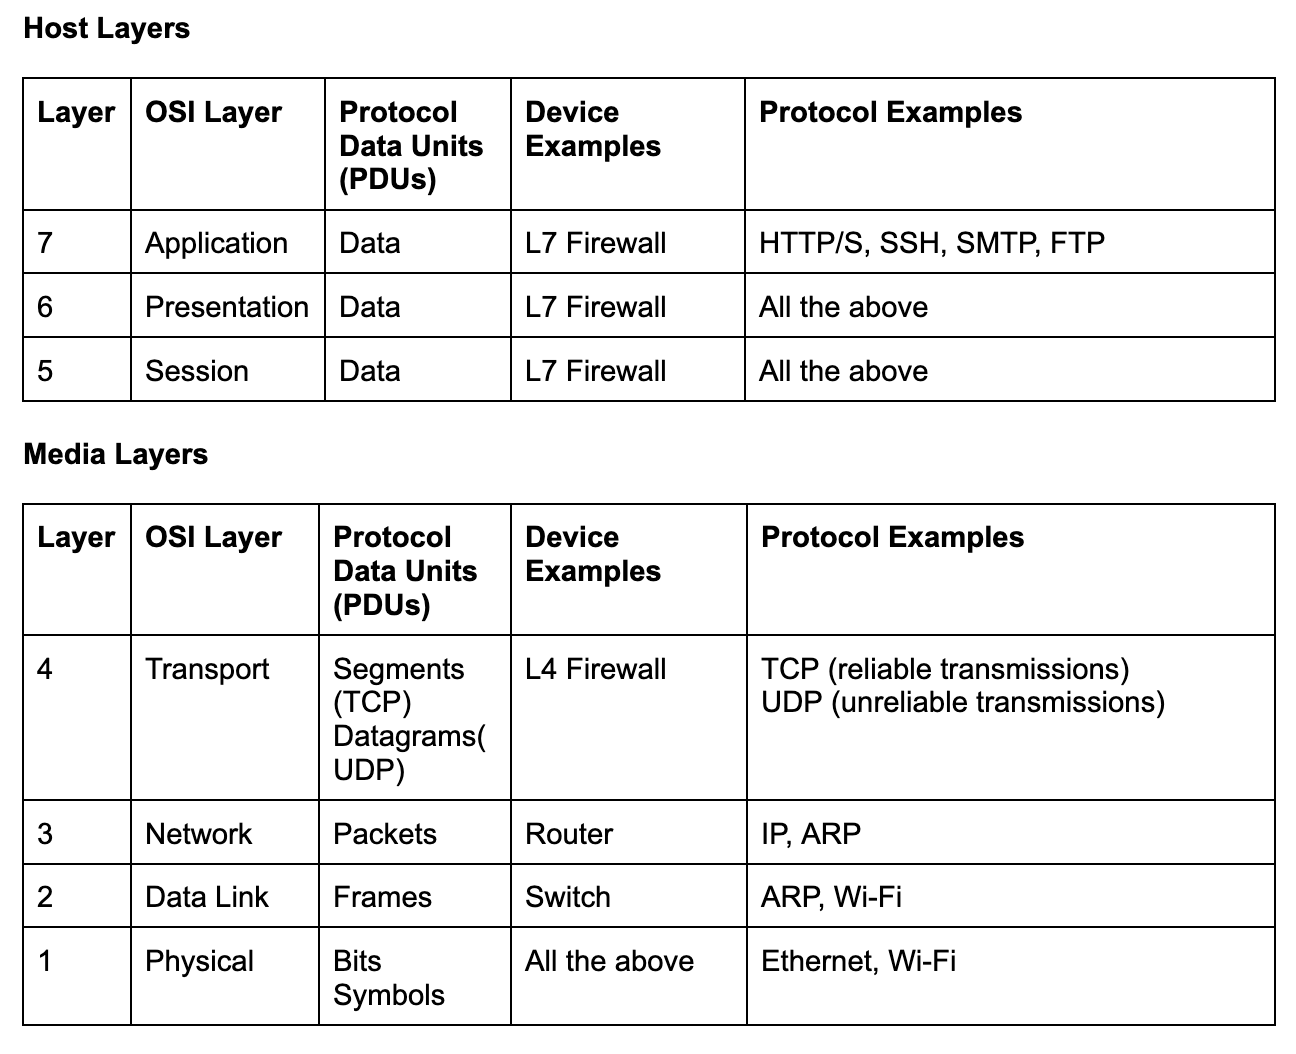 Host Layers
Layer OSI Layer Protocol Data Units (PDUs) Device Examples Protocol Examples
7 Application Data L7 Firewall HTTP/S, SSH, SMTP, FTP
6 Presentation Data L7 Firewall All the above
5 Session Data L7 Firewall All the above
Media Layers
Layer OSI Layer Protocol Data Units (PDUs) Device Examples Protocol Examples
4 Transport Segments (TCP) Datagrams(UDP) L4 Firewall TCP (reliable transmissions) UDP (unreliable transmissions)
3 Network Packets Router IP, ARP
2 Data Link Frames Switch ARP, Wi-Fi
1 Physical Bits Symbols All the above Ethernet, Wi-Fi